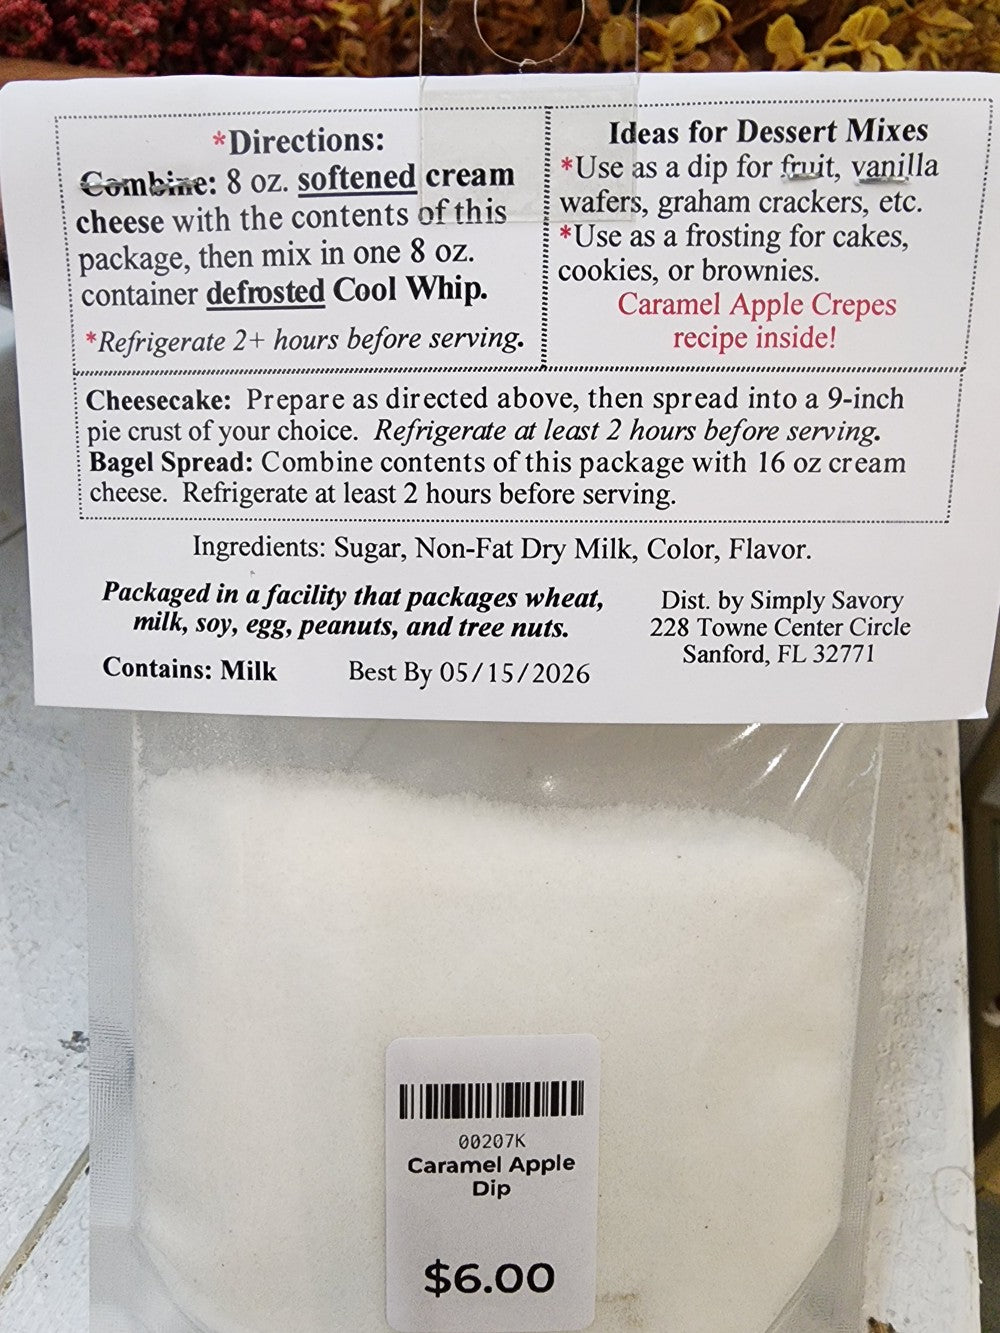 *Directions:
Combine: 8 oz. softened cream
cheese with the contents of this
package, then mix in one 8 oz.
container defrosted Cool Whip.
*Refrigerate 2+ hours before serving.
Ideas for Dessert Mixes
*Use as a dip for fruit, vanilla
wafers, graham crackers, etc.
*Use as a frosting for cakes,
cookies, or brownies.
Caramel Apple Crepes
recipe inside!
Cheesecake: Prepare as directed above, then spread into a 9-inch
pie crust of your choice. Refrigerate at least 2 hours before serving.
Bagel Spread: Combine contents of this package with 16 oz cream
cheese. Refrigerate at least 2 hours before serving.
Ingredients: Sugar, Non-Fat Dry Milk, Color, Flavor.
Packaged in a facility that packages wheat,
milk, soy, egg, peanuts, and tree nuts.
Contains: Milk Best By 05/15/2026
Dist. by Simply Savory
228 Towne Center Circle
Sanford, FL 32771
00207K
Caramel Apple
Dip
$6.00